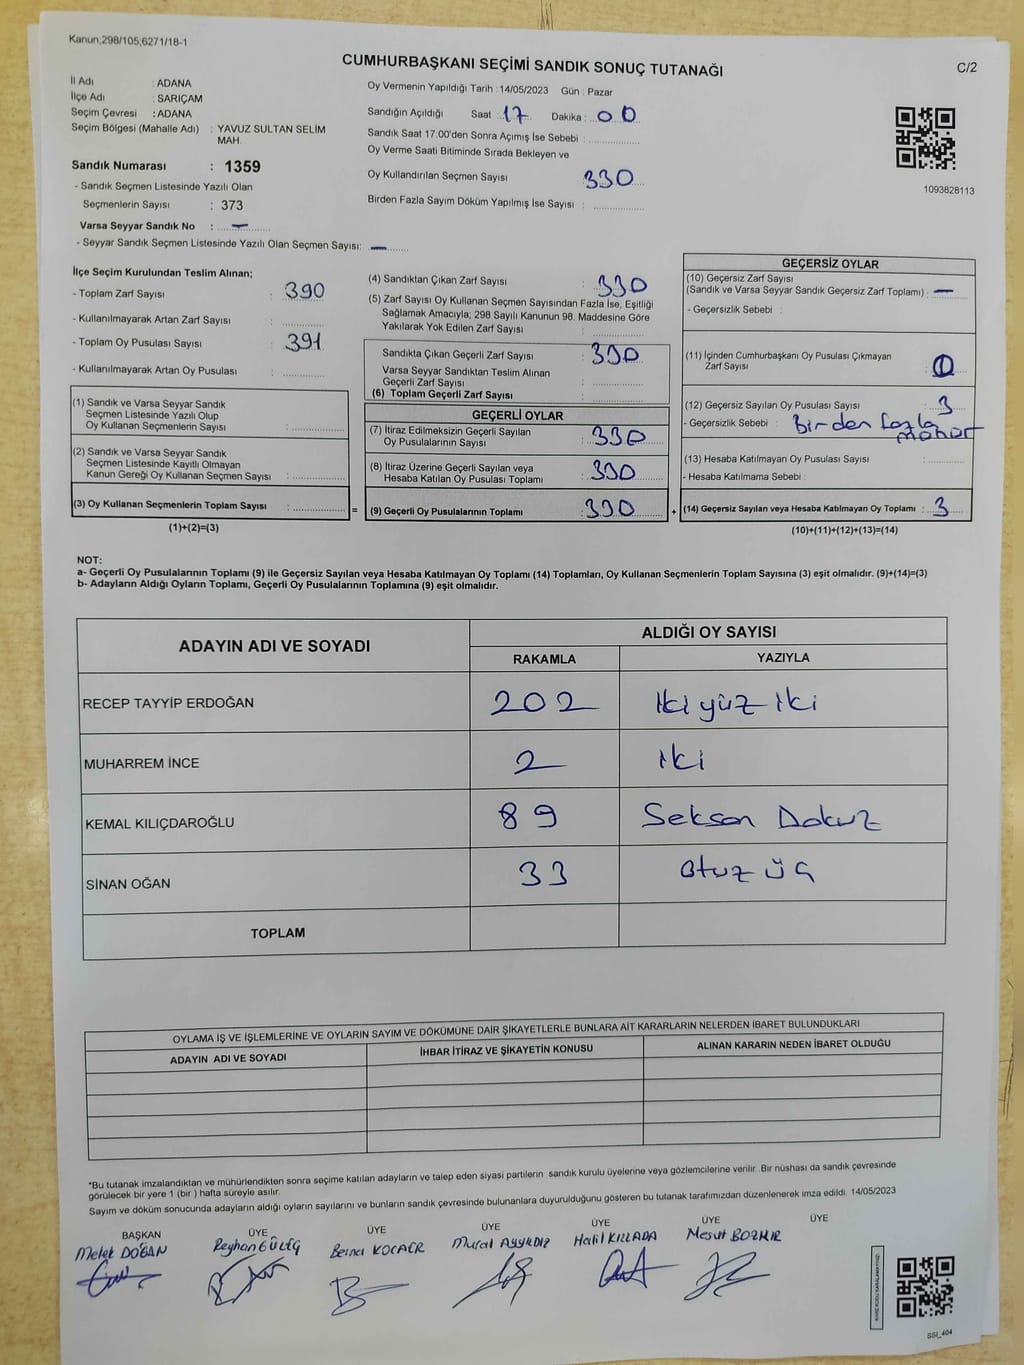 Kanun,298/105;6271/18-1
CUMHURBAŞKANI SEÇİMİ SANDIK SONUÇ TUTANAĞI
C/2
İl Adı : ADANA
İlçe Adı : SARIÇAM
Seçim Çevresi : ADANA
Seçim Bölgesi (Mahalle Adı) : YAVUZ SULTAN SELİM
MAH.
Sandık Numarası : 1359
- Sandık Seçmen Listesinde Yazılı Olan
Seçmenlerin Sayısı : 373
Varsa Seyyar Sandık No : —
- Seyyar Sandık Seçmen Listesinde Yazılı Olan Seçmen Sayısı: —
Oy Vermenin Yapıldığı Tarih : 14/05/2023 Gün : Pazar
Sandığın Açıldığı Saat : 17 Dakika : 00
Sandık Saat 17.00'den Sonra Açımış İse Sebebi :
Oy Verme Saati Bitiminde Sırada Bekleyen ve
Oy Kullandırılan Seçmen Sayısı 330
Birden Fazla Sayım Döküm Yapılmış İse Sayısı :
1093828113
İlçe Seçim Kurulundan Teslim Alınan;
- Toplam Zarf Sayısı : 390
- Kullanılmayarak Artan Zarf Sayısı :
- Toplam Oy Pusulası Sayısı : 391
- Kullanılmayarak Artan Oy Pusulası :
(1) Sandık ve Varsa Seyyar Sandık
Seçmen Listesinde Yazılı Olup
Oy Kullanan Seçmenlerin Sayısı :
(2) Sandık ve Varsa Seyyar Sandık
Seçmen Listesinde Kayıtlı Olmayan
Kanun Gereği Oy Kullanan Seçmen Sayısı :
(3) Oy Kullanan Seçmenlerin Toplam Sayısı :
(1)+(2)=(3)
=
(4) Sandıktan Çıkan Zarf Sayısı : 330
(5) Zarf Sayısı Oy Kullanan Seçmen Sayısından Fazla İse, Eşitliği
Sağlamak Amacıyla; 298 Sayılı Kanunun 98. Maddesine Göre
Yakılarak Yok Edilen Zarf Sayısı :
Sandıkta Çıkan Geçerli Zarf Sayısı : 330
Varsa Seyyar Sandıktan Teslim Alınan
Geçerli Zarf Sayısı :
(6) Toplam Geçerli Zarf Sayısı :
GEÇERLİ OYLAR
(7) İtiraz Edilmeksizin Geçerli Sayılan
Oy Pusulalarının Sayısı : 330
(8) İtiraz Üzerine Geçerli Sayılan veya
Hesaba Katılan Oy Pusulası Toplamı : 330
(9) Geçerli Oy Pusulalarının Toplamı : 330
+
GEÇERSİZ OYLAR
(10) Geçersiz Zarf Sayısı
(Sandık ve Varsa Seyyar Sandık Geçersiz Zarf Toplamı) : —
- Geçersizlik Sebebi :
(11) İçinden Cumhurbaşkanı Oy Pusulası Çıkmayan
Zarf Sayısı :
(12) Geçersiz Sayılan Oy Pusulası Sayısı : 3
- Geçersizlik Sebebi : Birden fazla
mühür
(13) Hesaba Katılmayan Oy Pusulası Sayısı :
- Hesaba Katılmama Sebebi :
(14) Geçersiz Sayılan veya Hesaba Katılmayan Oy Toplamı : 3
(10)+(11)+(12)+(13)=(14)
NOT:
a- Geçerli Oy Pusulalarının Toplamı (9) ile Geçersiz Sayılan veya Hesaba Katılmayan Oy Toplamı (14) Toplamları, Oy Kullanan Seçmenlerin Toplam Sayısına (3) eşit olmalıdır. (9)+(14)=(3)
b- Adayların Aldığı Oyların Toplamı, Geçerli Oy Pusulalarının Toplamına (9) eşit olmalıdır.
ADAYIN ADI VE SOYADI
ALDIĞI OY SAYISI
RAKAMLA YAZIYLA
RECEP TAYYİP ERDOĞAN 202 İki yüz iki
MUHARREM İNCE 2 iki
KEMAL KILIÇDAROĞLU 89 Seksen Dokuz
SİNAN OĞAN 33 Otuz üç
TOPLAM
OYLAMA İŞ VE İŞLEMLERİNE VE OYLARIN SAYIM VE DÖKÜMÜNE DAİR ŞİKAYETLERLE BUNLARA AİT KARARLARIN NELERDEN İBARET BULUNDUKLARI
ADAYIN ADI VE SOYADI İHBAR İTİRAZ VE ŞİKAYETİN KONUSU ALINAN KARARIN NEDEN İBARET OLDUĞU
*Bu tutanak imzalandıktan ve mühürlendikten sonra seçime katılan adayların ve talep eden siyasi partilerin sandık kurulu üyelerine veya gözlemcilerine verilir. Bir nüshası da sandık çevresinde
görülecek bir yere 1 (bir) hafta süreyle asılır.
Sayım ve döküm sonucunda adayların aldığı oyların sayılarını ve bunların sandık çevresinde bulunanlara duyurulduğunu gösteren bu tutanak tarafımızdan düzenlenerek imza edildi. 14/05/2023
BAŞKAN ÜYE ÜYE ÜYE ÜYE ÜYE ÜYE
Melek DOĞAN Reyhan GÜLEÇ Berna KOCAER Murat AYYILDIZ Halil KILLADA Mesut BOZKIR
SSI_404